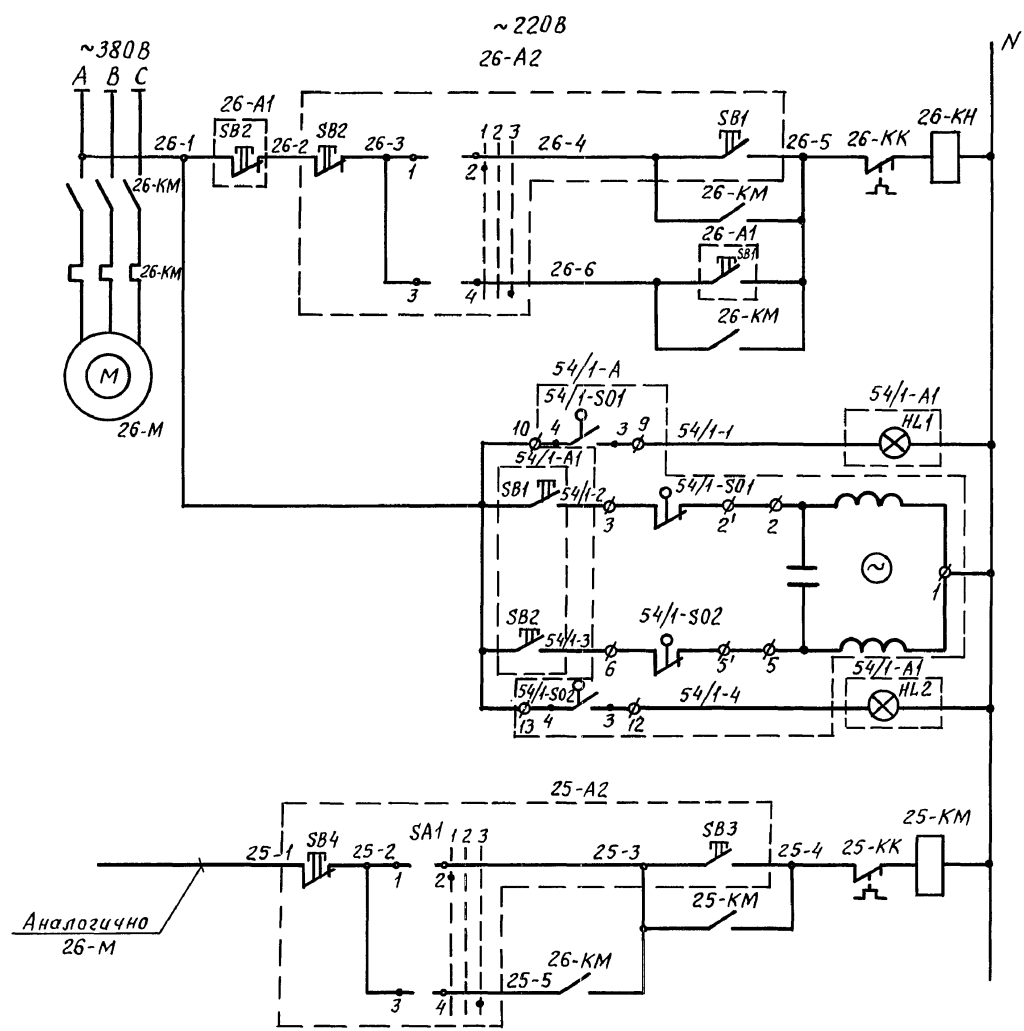 ~220В
N
~380В
26-А2
А В С
26-А1
SB2
SB2
SB1
26-КН
26-1
26-2
26-3
1 2 3
26-4
26-5
26-КК
1
2
26-КМ
26-КМ
26-А1
SB1
26-КМ
26-6
3
4
26-КМ
М
26-М
54/1-А
54/1-S01
54/1-А1
HL1
10
4
3
9
54/1-1
54/1-А1
SB1
54/1-2
54/1-S01
3
2'
2
~
1
SB2
54/1-S02
54/1-3
6
5'
5
54/1-А1
54/1-S02
54/1-4
HL2
13
4
3
12
25-А2
25-КМ
SB4
SA1
1 2 3
SB3
25-1
25-2
25-3
25-4
25-КК
1
2
25-КМ
Аналогично
26-М
26-КМ
25-5
3
4